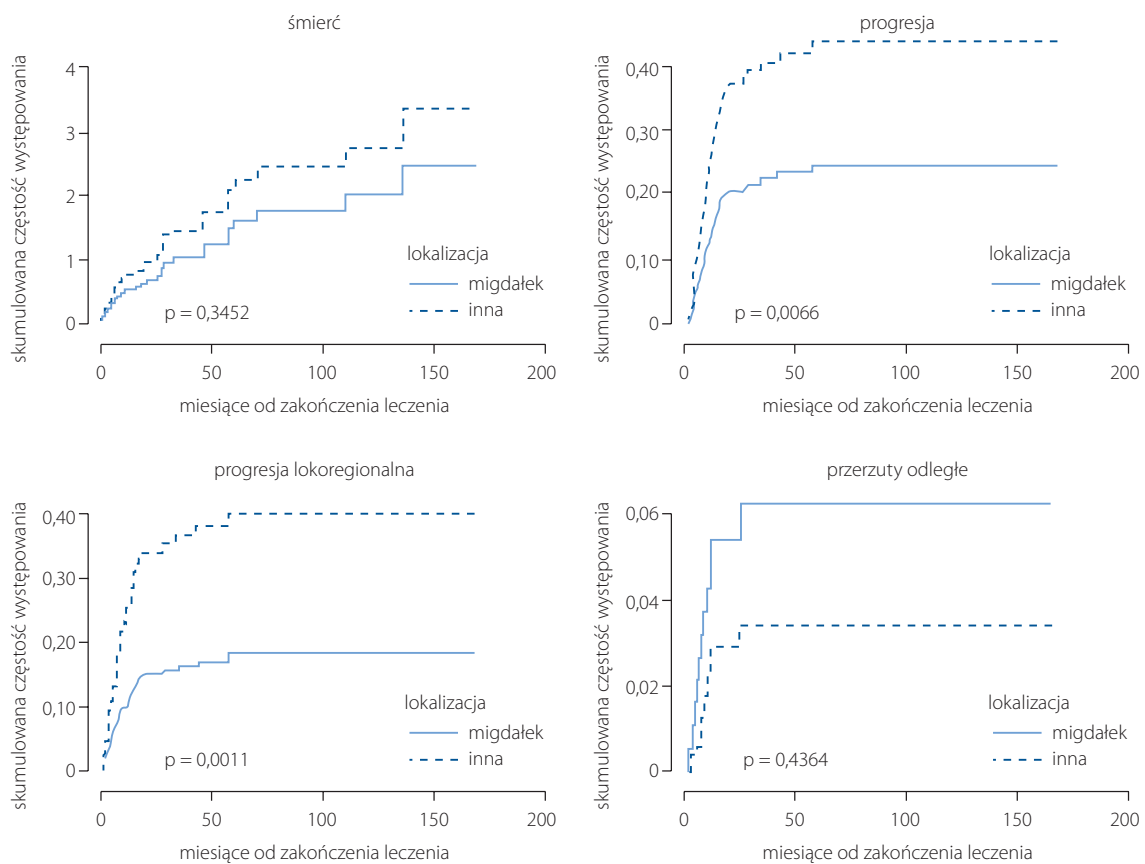 śmierć
skumulowana częstość występowania
4
3
2
1
0
lokalizacja
migdałek
inna
p = 0,3452
0 50 100 150 200
miesiące od zakończenia leczenia
progresja
skumulowana częstość występowania
0,40
0,30
0,20
0,10
0
lokalizacja
migdałek
inna
p = 0,0066
0 50 100 150 200
miesiące od zakończenia leczenia
progresja lokoregionalna
skumulowana częstość występowania
0,40
0,30
0,20
0,10
0
lokalizacja
migdałek
inna
p = 0,0011
0 50 100 150 200
miesiące od zakończenia leczenia
przerzuty odległe
skumulowana częstość występowania
0,06
0,04
0,02
0
lokalizacja
migdałek
inna
p = 0,4364
0 50 100 150 200
miesiące od zakończenia leczenia